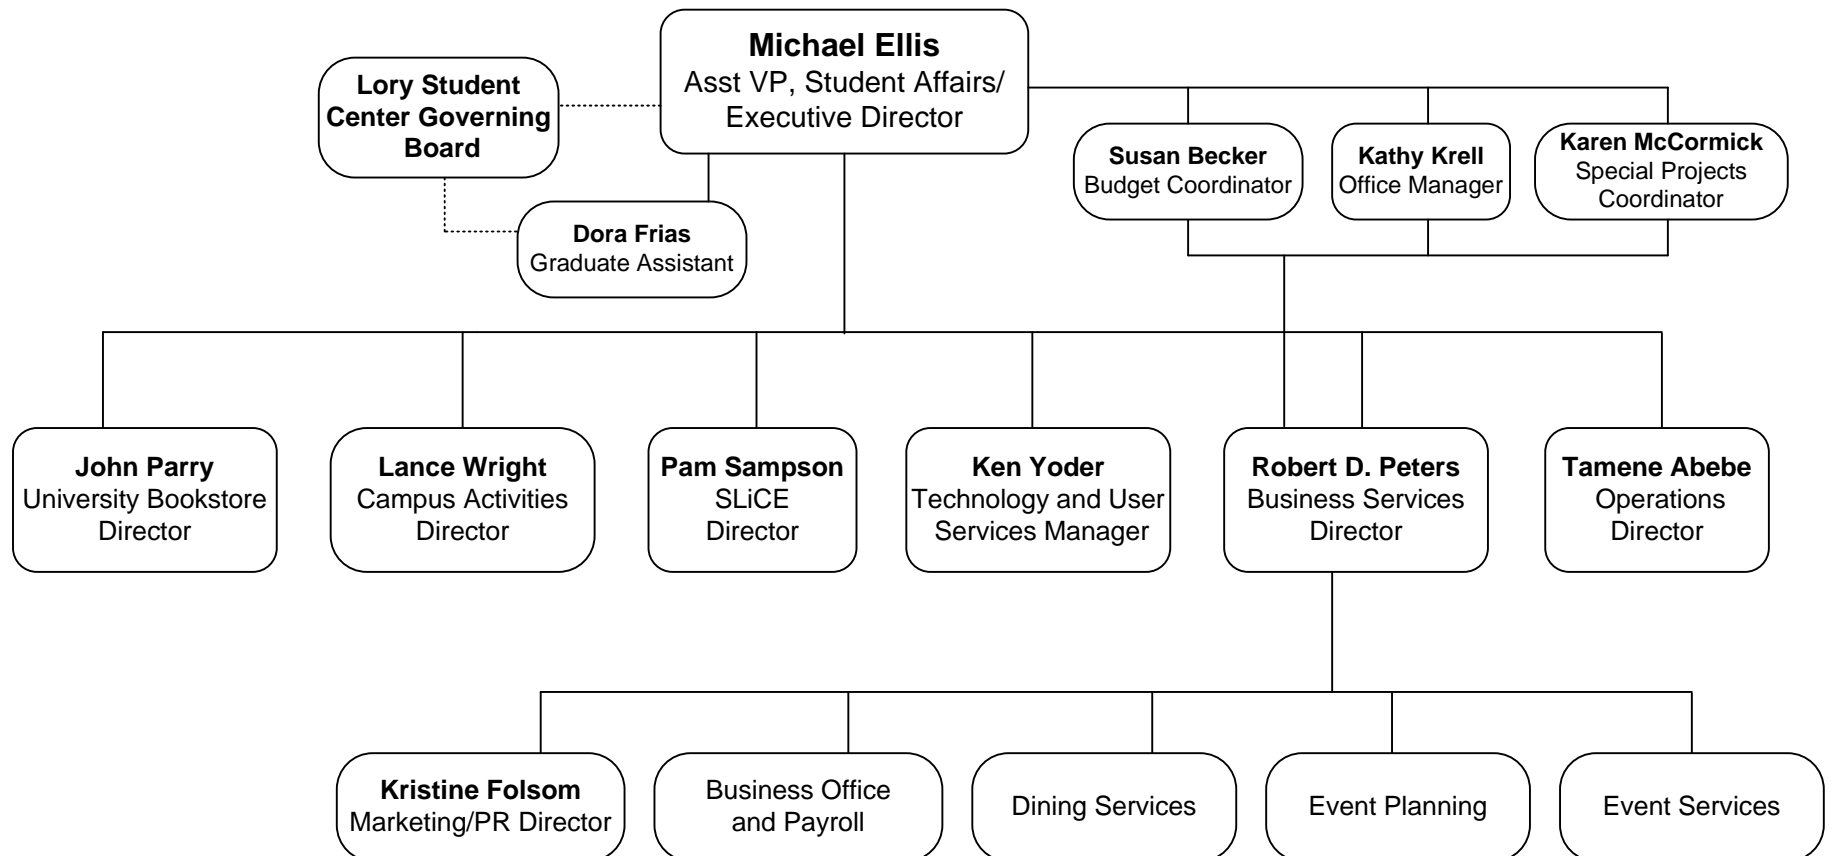 Michael Ellis
Asst VP, Student Affairs/
Executive Director
Lory Student
Center Governing
Board
Susan Becker
Budget Coordinator
Kathy Krell
Office Manager
Karen McCormick
Special Projects
Coordinator
Dora Frias
Graduate Assistant
John Parry
University Bookstore
Director
Lance Wright
Campus Activities
Director
Pam Sampson
SLiCE
Director
Ken Yoder
Technology and User
Services Manager
Robert D. Peters
Business Services
Director
Tamene Abebe
Operations
Director
Kristine Folsom
Marketing/PR Director
Business Office
and Payroll
Dining Services
Event Planning
Event Services